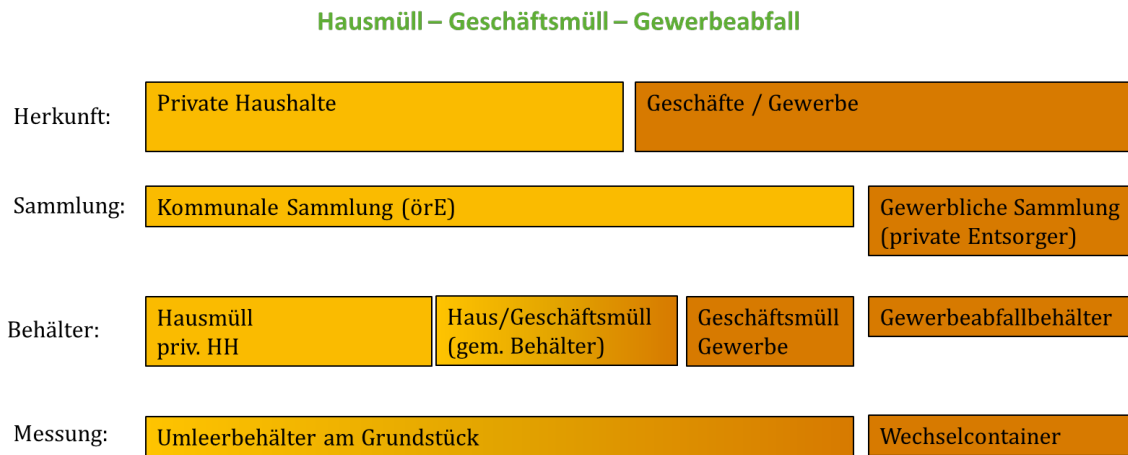 Hausmüll – Geschäftsmüll – Gewerbeabfall
Herkunft:
Private Haushalte
Geschäfte / Gewerbe
Sammlung:
Kommunale Sammlung (örE)
Gewerbliche Sammlung
(private Entsorger)
Behälter:
Hausmüll
priv. HH
Haus/Geschäftsmüll
(gem. Behälter)
Geschäftsmüll
Gewerbe
Gewerbeabfallbehälter
Messung:
Umleerbehälter am Grundstück
Wechselcontainer